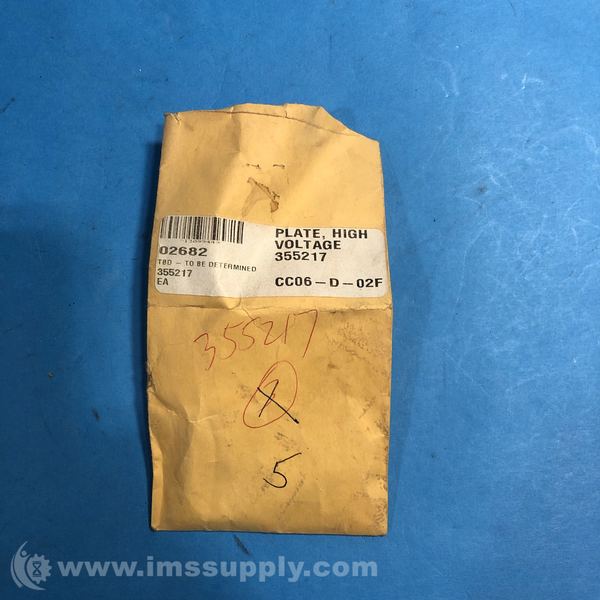 PLATE, HIGH
VOLTAGE
355217
CC06-D-02F
02682
TBD - TO BE DETERMINED
355217
EA
355217
5
www.imssupply.com